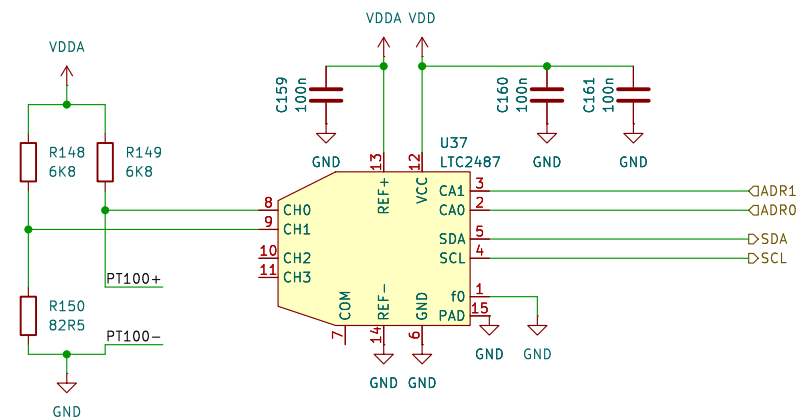 VDDA VDD
VDDA
C159
100n
GND
C160
100n
GND
C161
100n
GND
R148
6K8
R149
6K8
U37
LTC2487
13
REF+
12
VCC
8 CH0
9 CH1
10 CH2
11 CH3
CA1 3 ADR1
CA0 2 ADR0
SDA 5 SDA
SCL 4 SCL
f0 1
PAD 15
COM
7
REF-
14
GND
6
PT100+
R150
82R5
PT100-
GND
GND GND
GND GND